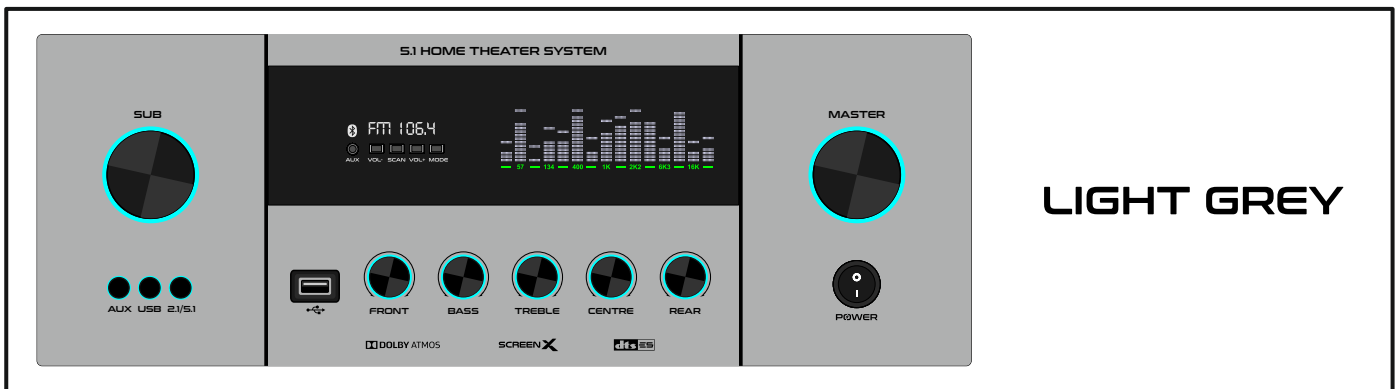 5.1 HOME THEATER SYSTEM
SUB
FM 106.4
AUX VOL- SCAN VOL+ MODE
57 134 400 1K 2K2 6K3 16K
MASTER
LIGHT GREY
AUX USB 2.1/5.1
FRONT BASS TREBLE CENTRE REAR
POWER
DOLBY ATMOS
SCREEN X
dts ES